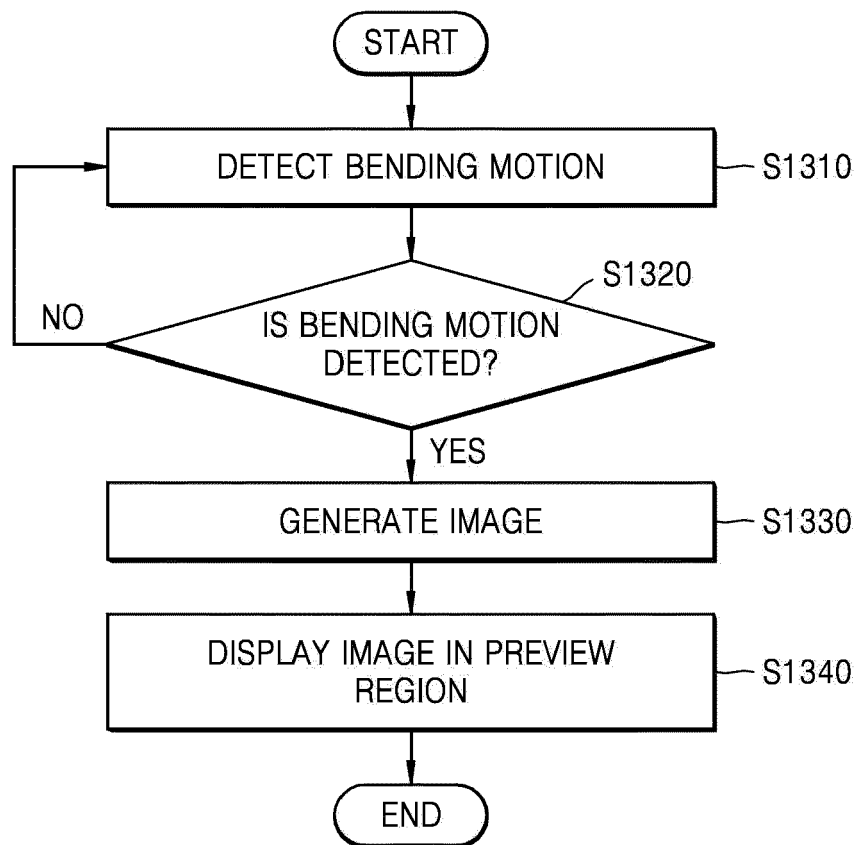 START
DETECT BENDING MOTION
S1310
S1320
IS BENDING MOTION
DETECTED?
NO
YES
GENERATE IMAGE
S1330
DISPLAY IMAGE IN PREVIEW
REGION
S1340
END